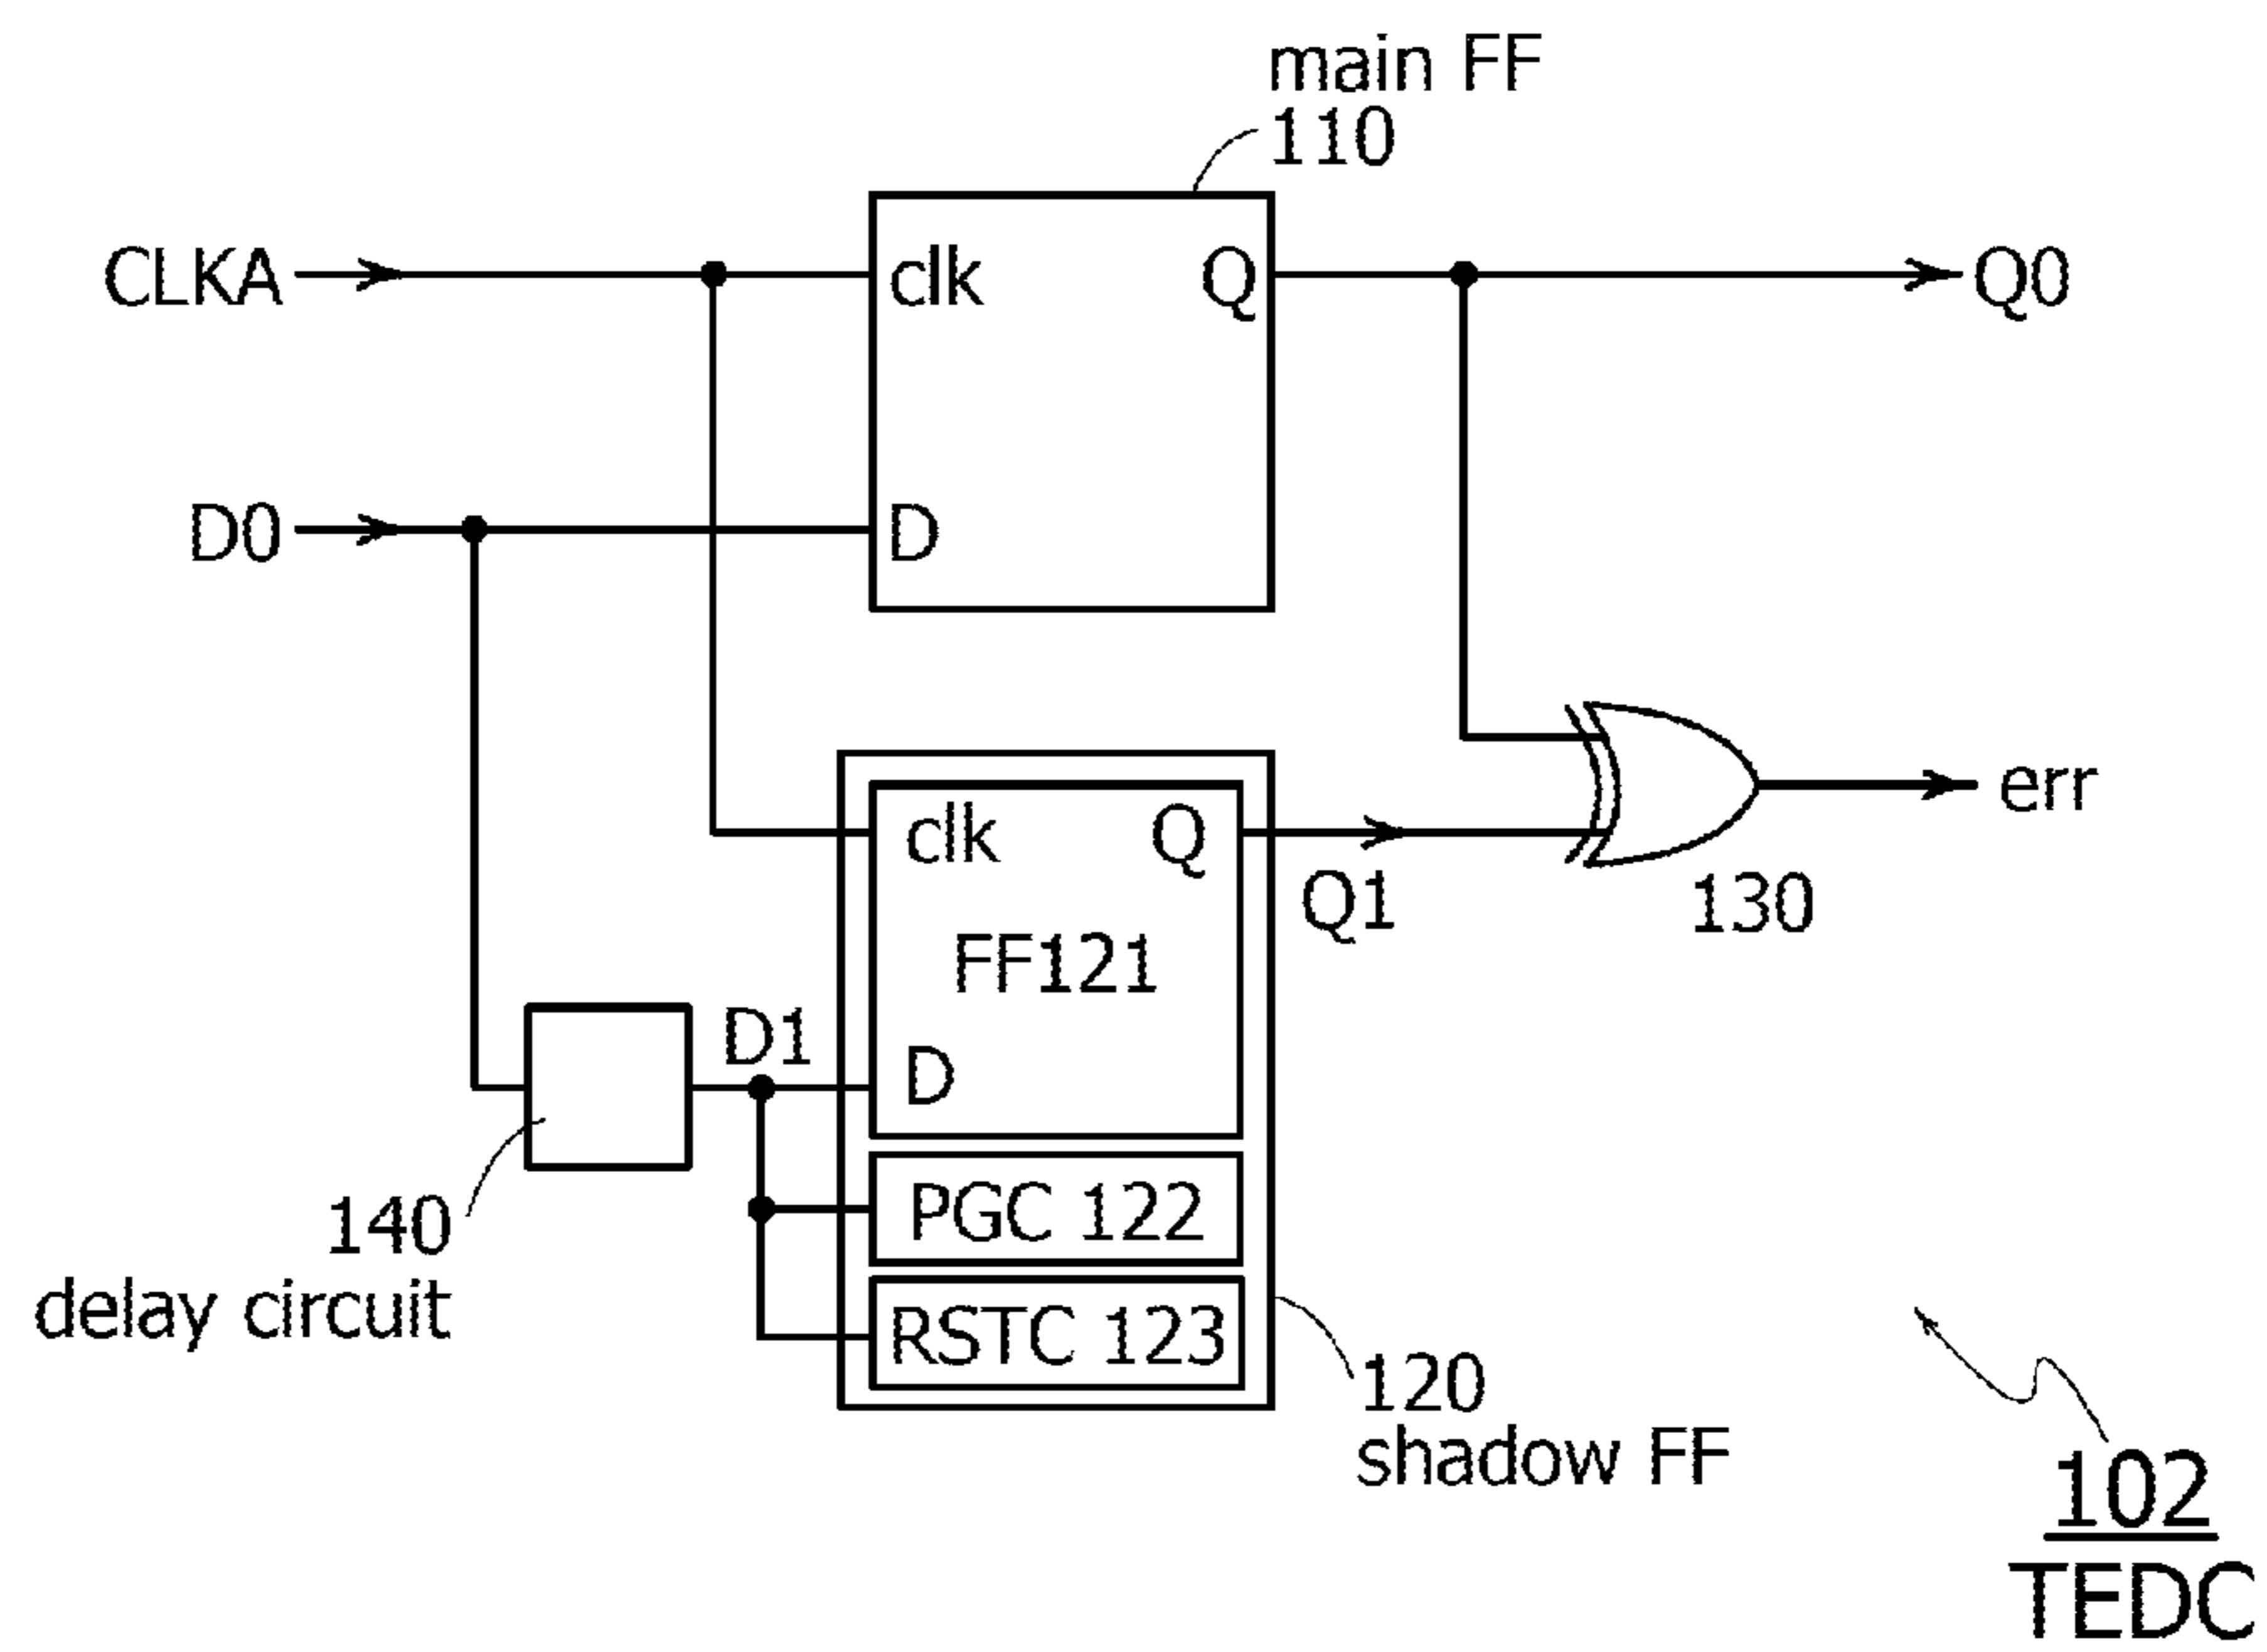 main FF
110
CLKA
clk
Q
Q0
D0
D
clk
Q
err
Q1
130
FF121
D1
D
PGC 122
140
delay circuit
RSTC 123
120
shadow FF
102
TEDC